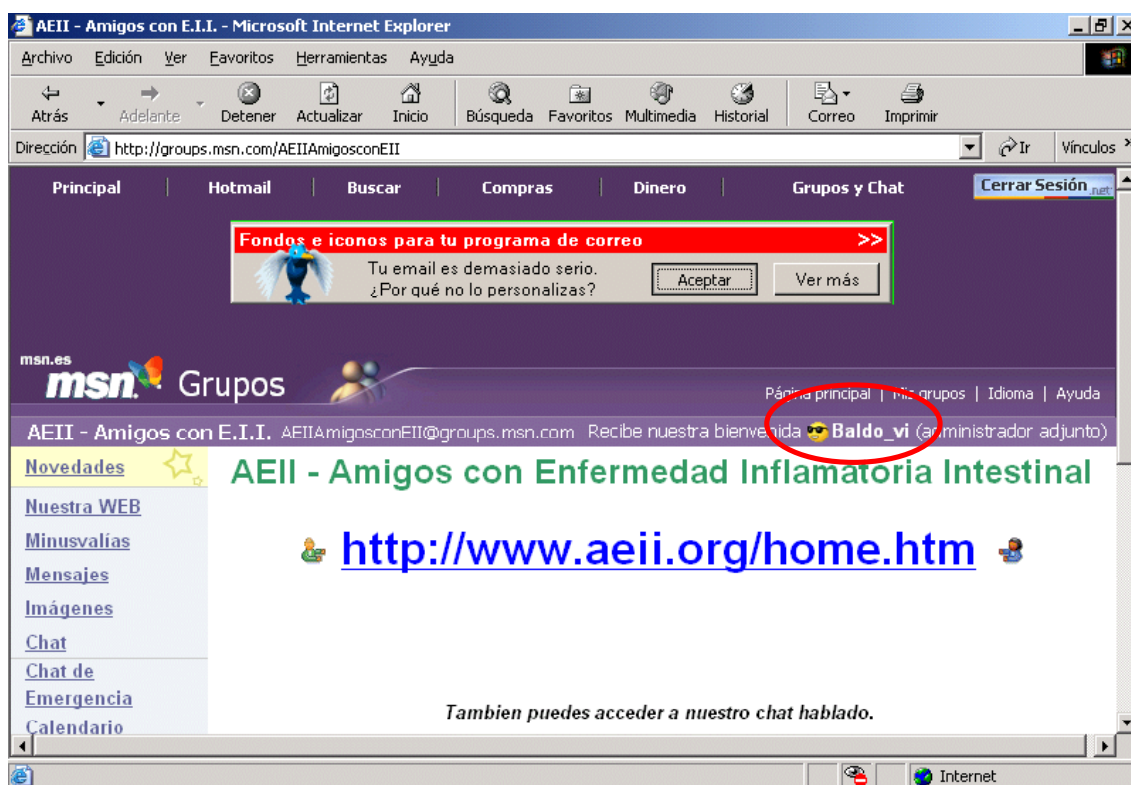 AEII - Amigos con E.I.I. - Microsoft Internet Explorer
Archivo Edición Ver Favoritos Herramientas Ayuda
Atrás Adelante Detener Actualizar Inicio Búsqueda Favoritos Multimedia Historial Correo Imprimir
Dirección http://groups.msn.com/AEIIAmigosconEII Ir Vínculos »
Principal | Hotmail | Buscar | Compras | Dinero | Grupos y Chat Cerrar Sesión .net
Fondos e iconos para tu programa de correo >>
Tu email es demasiado serio.
¿Por qué no lo personalizas?
Aceptar Ver más
msn.es
msn Grupos
Página principal | Mis grupos | Idioma | Ayuda
AEII - Amigos con E.I.I. AEIIAmigosconEII@groups.msn.com Recibe nuestra bienvenida Baldo_vi (administrador adjunto)
Novedades
Nuestra WEB
Minusvalías
Mensajes
Imágenes
Chat
Chat de
Emergencia
Calendario
AEII - Amigos con Enfermedad Inflamatoria Intestinal
http://www.aeii.org/home.htm
Tambien puedes acceder a nuestro chat hablado.
Internet